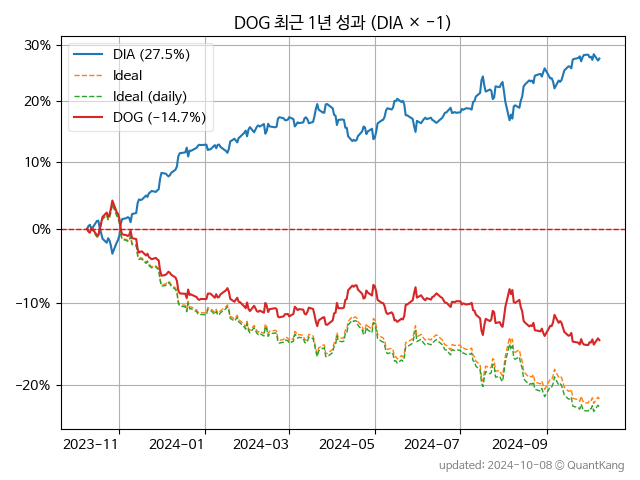 DOG 최근 1년 성과 (DIA × −1)
30%
20%
10%
0%
−10%
−20%
DIA (27.5%)
Ideal
Ideal (daily)
DOG (−14.7%)
2023−11
2024−01
2024−03
2024−05
2024−07
2024−09
updated: 2024-10-08 © QuantKang